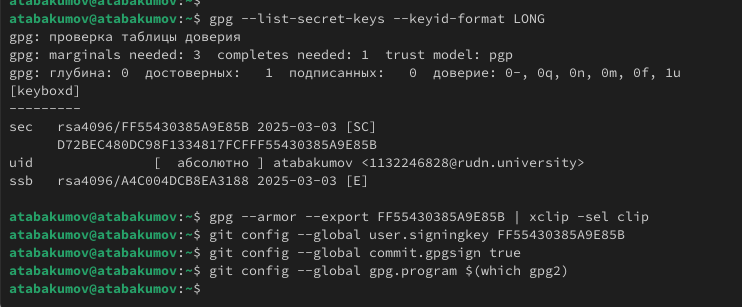 atabakumov@atabakumov:~$
atabakumov@atabakumov:~$ gpg --list-secret-keys --keyid-format LONG
gpg: проверка таблицы доверия
gpg: marginals needed: 3  completes needed: 1  trust model: pgp
gpg: глубина: 0  достоверных:   1  подписанных:   0  доверие: 0-, 0q, 0n, 0m, 0f, 1u
[keyboxd]
---------
sec   rsa4096/FF55430385A9E85B 2025-03-03 [SC]
      D72BEC480DC98F1334817FCFFF55430385A9E85B
uid               [  абсолютно ] atabakumov <1132246828@rudn.university>
ssb   rsa4096/A4C004DCB8EA3188 2025-03-03 [E]
atabakumov@atabakumov:~$ gpg --armor --export FF55430385A9E85B | xclip -sel clip
atabakumov@atabakumov:~$ git config --global user.signingkey FF55430385A9E85B
atabakumov@atabakumov:~$ git config --global commit.gpgsign true
atabakumov@atabakumov:~$ git config --global gpg.program $(which gpg2)
atabakumov@atabakumov:~$